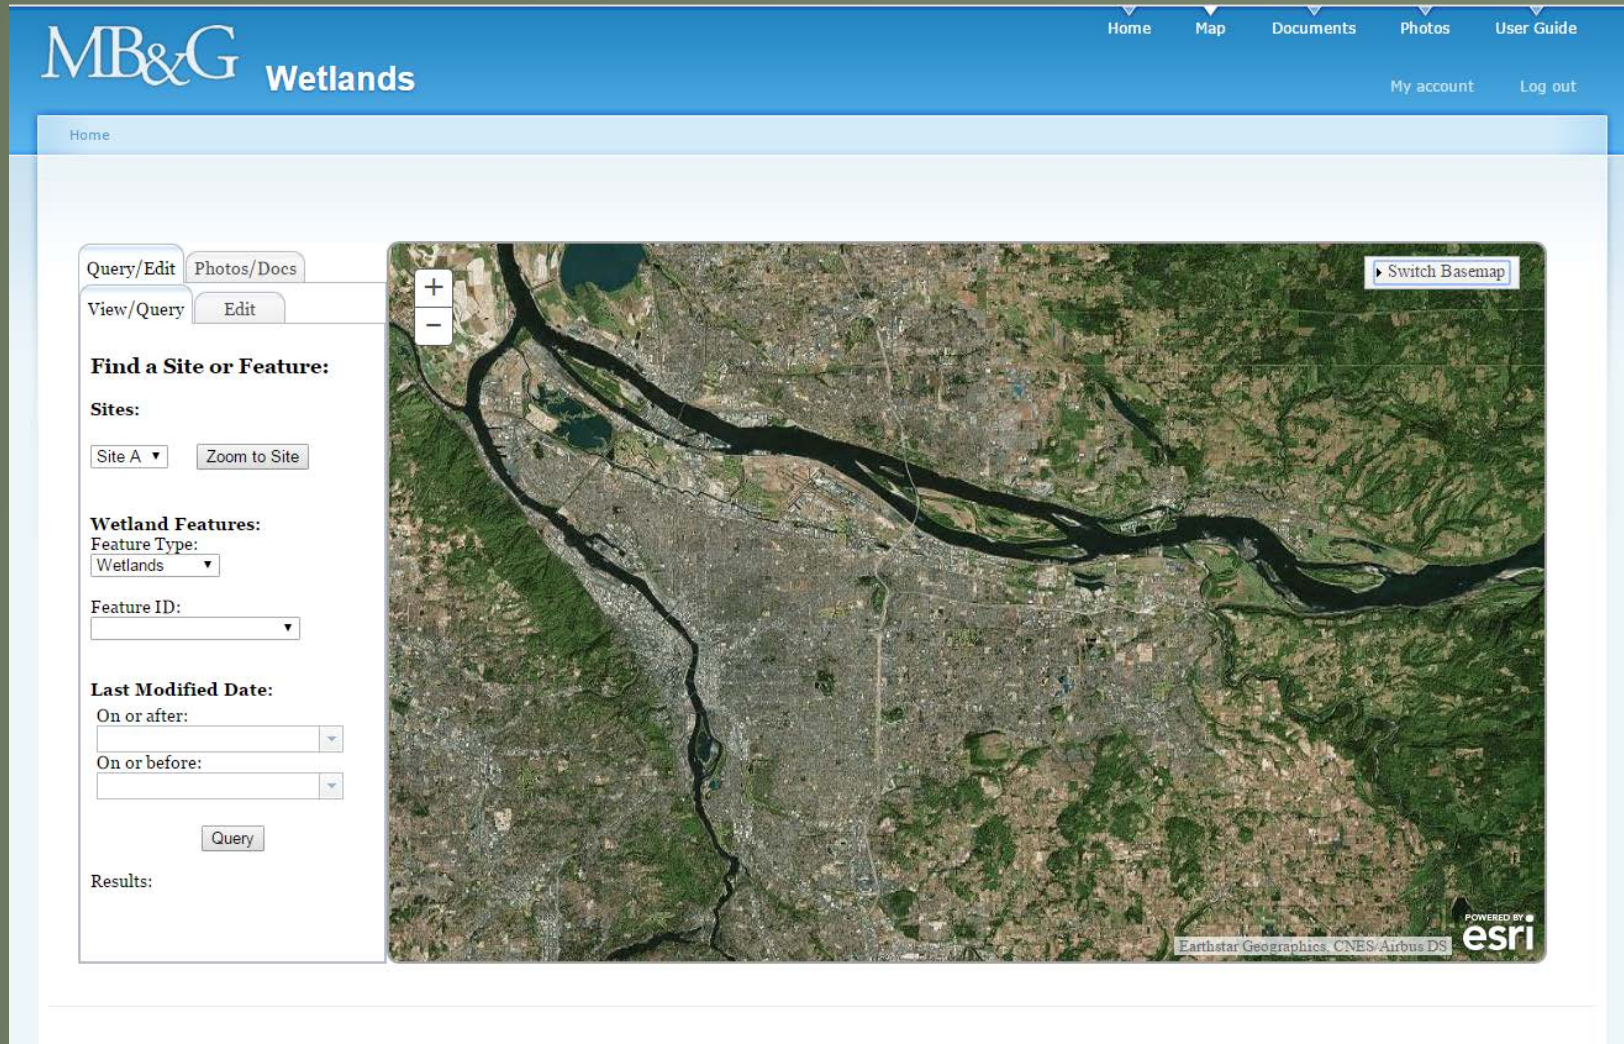 MB&G Wetlands
Home Map Documents Photos User Guide
My account Log out
Home
Query/Edit Photos/Docs
View/Query Edit
Find a Site or Feature:
Sites:
Site A Zoom to Site
Wetland Features:
Feature Type:
Wetlands
Feature ID:
Last Modified Date:
On or after:
On or before:
Query
Results:
+
−
Switch Basemap
POWERED BY
esri
Earthstar Geographics, CNES/Airbus DS